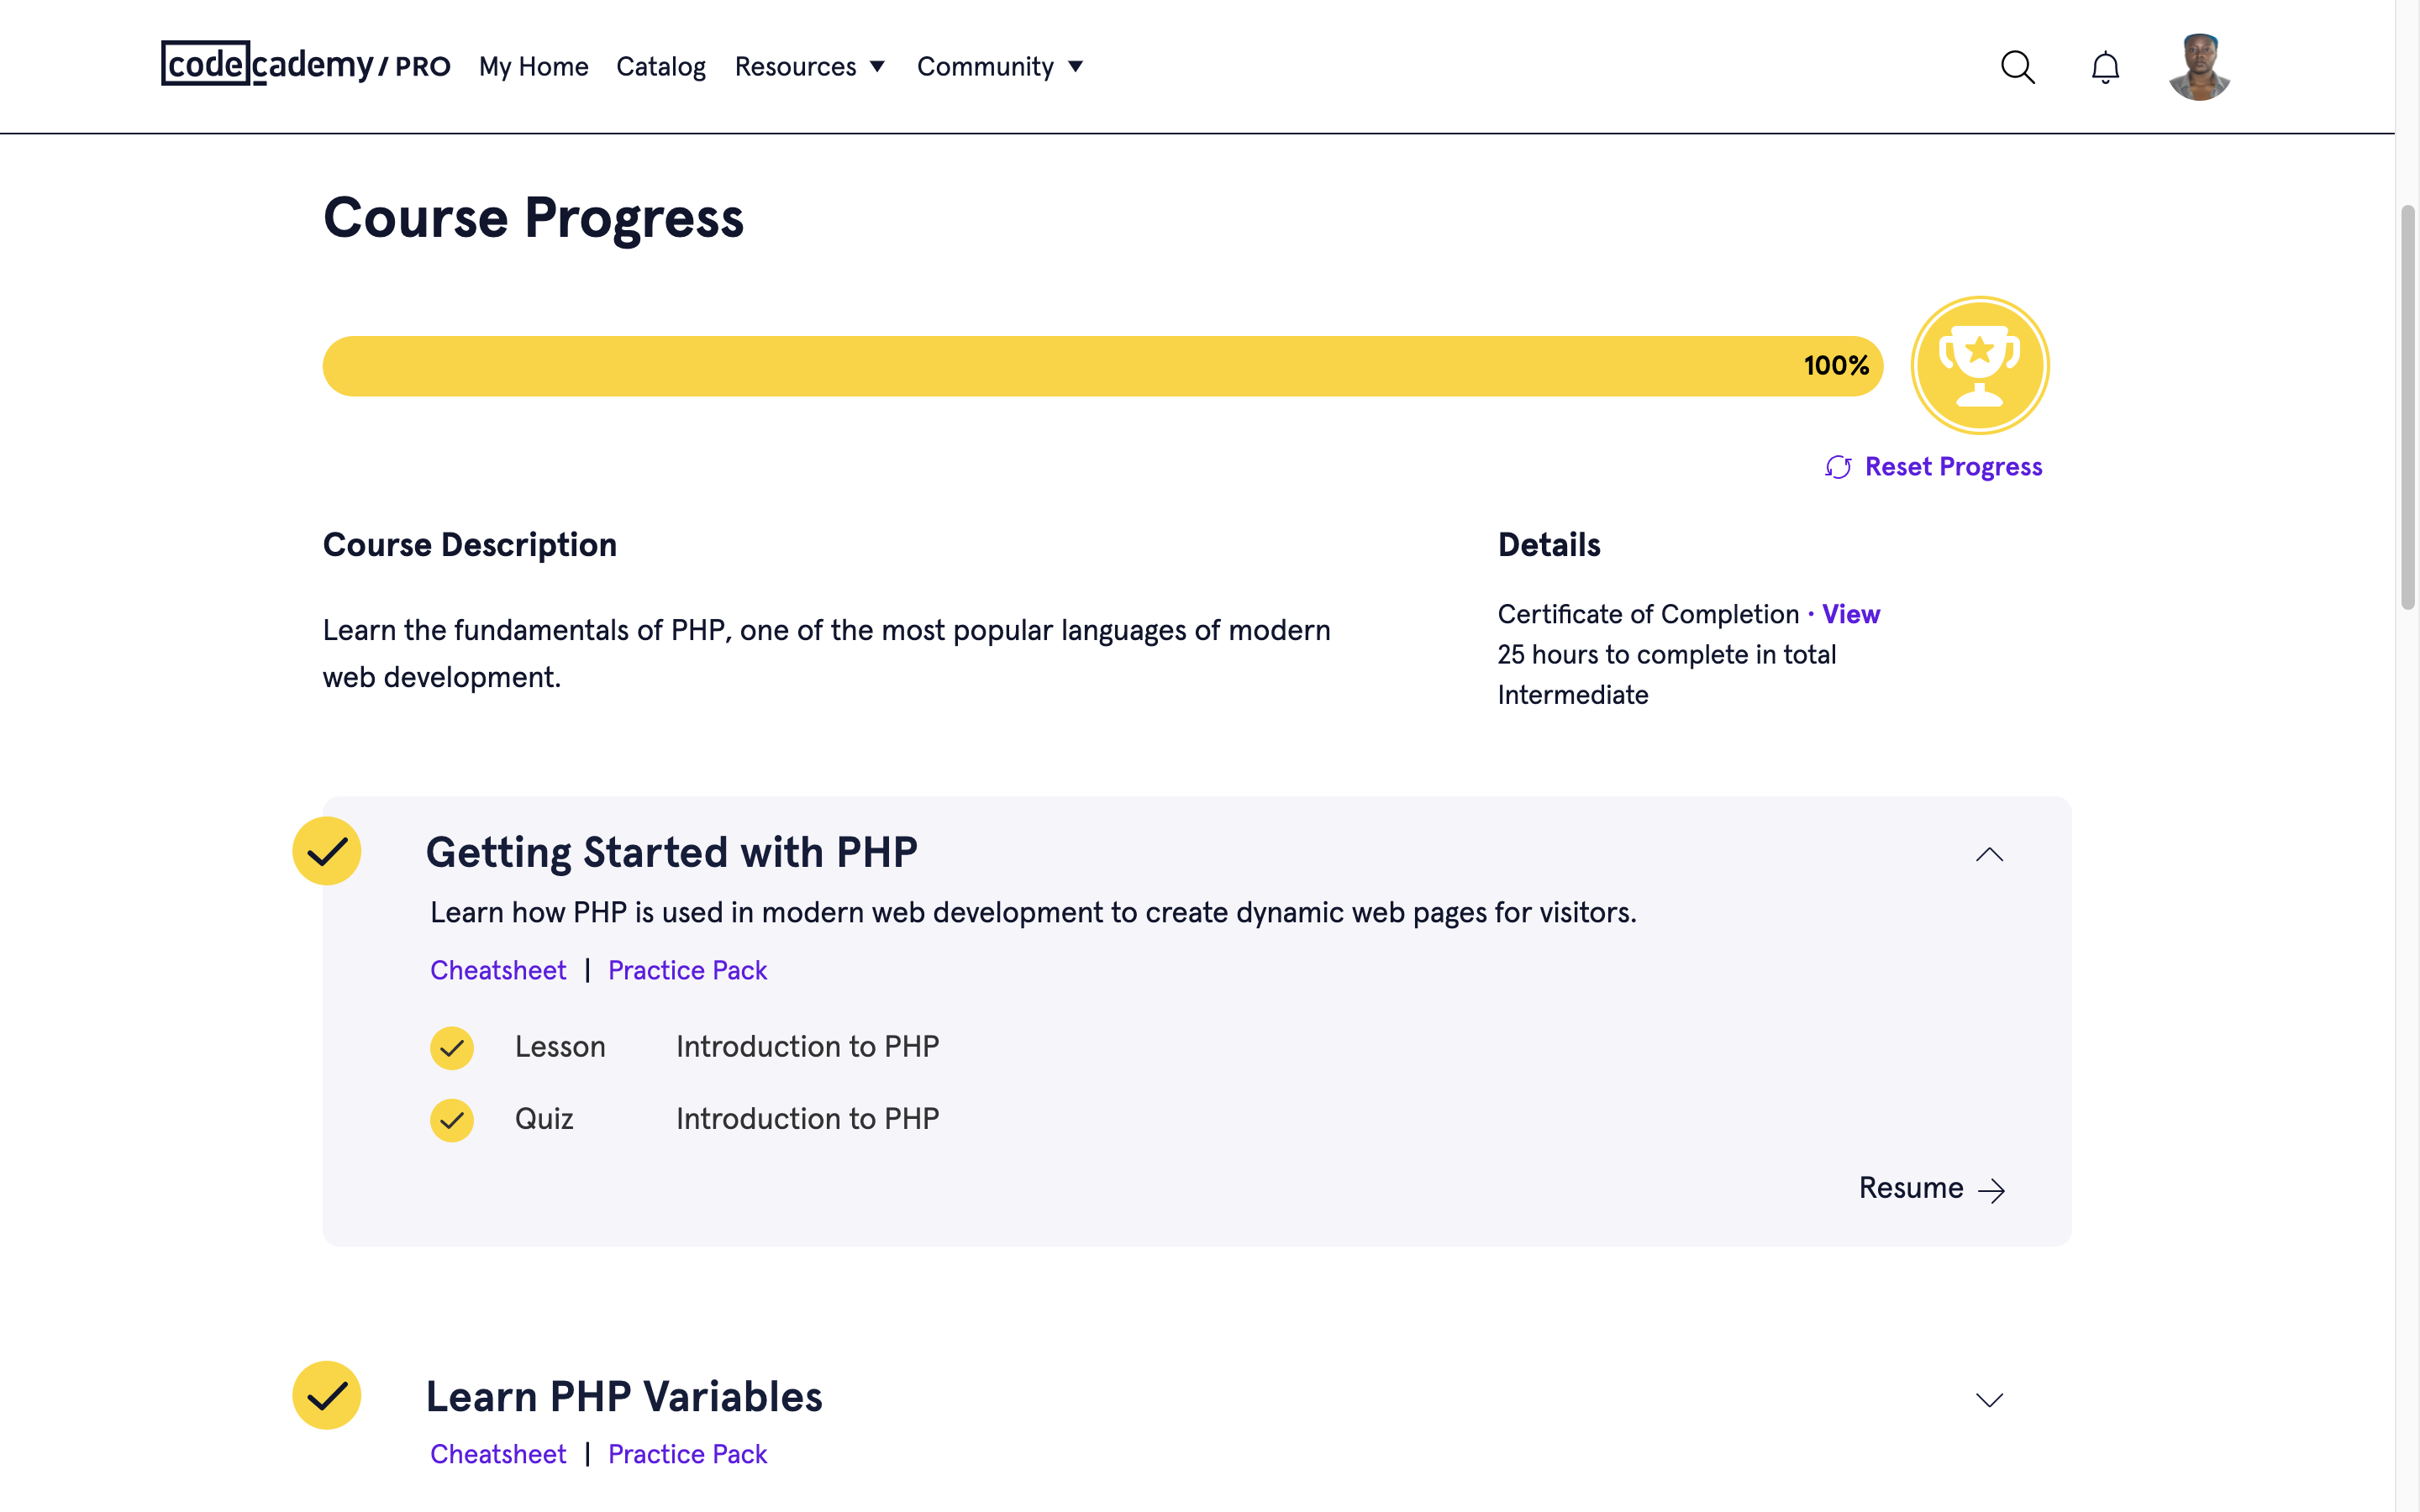 codecademy / PRO My Home Catalog Resources Community
Course Progress
100%
Reset Progress
Course Description
Learn the fundamentals of PHP, one of the most popular languages of modern
web development.
Details
Certificate of Completion · View
25 hours to complete in total
Intermediate
Getting Started with PHP
Learn how PHP is used in modern web development to create dynamic web pages for visitors.
Cheatsheet | Practice Pack
Lesson Introduction to PHP
Quiz Introduction to PHP
Resume
Learn PHP Variables
Cheatsheet | Practice Pack